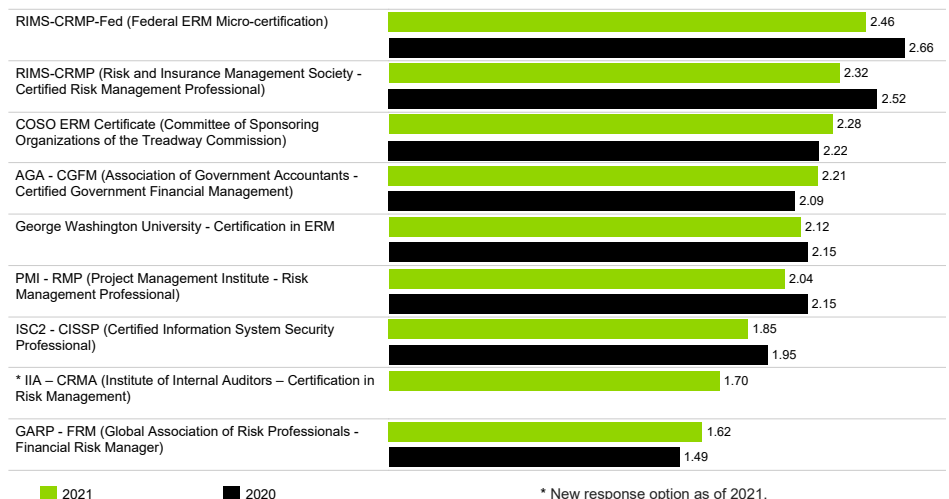 RIMS-CRMP-Fed (Federal ERM Micro-certification)
2.46
2.66
RIMS-CRMP (Risk and Insurance Management Society -
Certified Risk Management Professional)
2.32
2.52
COSO ERM Certificate (Committee of Sponsoring
Organizations of the Treadway Commission)
2.28
2.22
AGA - CGFM (Association of Government Accountants -
Certified Government Financial Management)
2.21
2.09
George Washington University - Certification in ERM
2.12
2.15
PMI - RMP (Project Management Institute - Risk
Management Professional)
2.04
2.15
ISC2 - CISSP (Certified Information System Security
Professional)
1.85
1.95
* IIA – CRMA (Institute of Internal Auditors – Certification in
Risk Management)
1.70
GARP - FRM (Global Association of Risk Professionals -
Financial Risk Manager)
1.62
1.49
2021
2020
* New response option as of 2021.